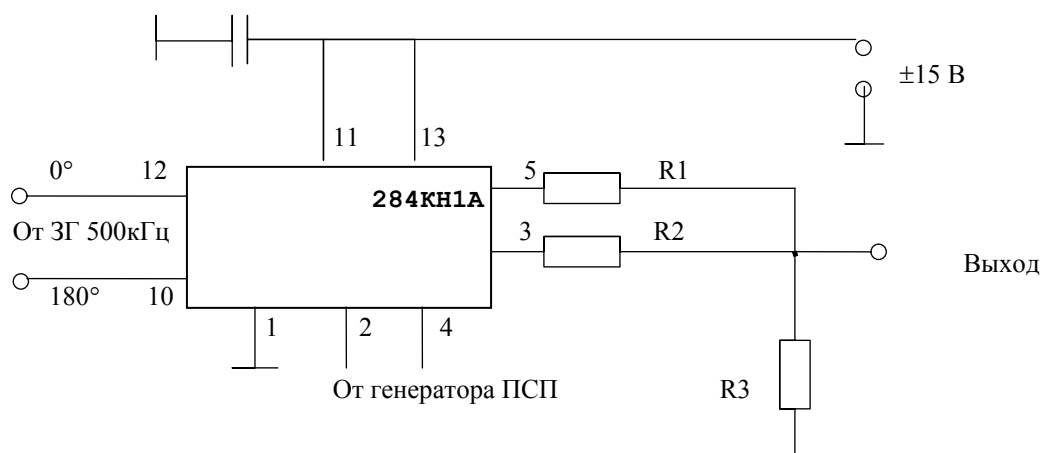 ±15 В
11 13
0° 12 5 R1
284КН1А
От ЗГ 500кГц 3 R2
Выход
180° 10
1 2 4
От генератора ПСП R3